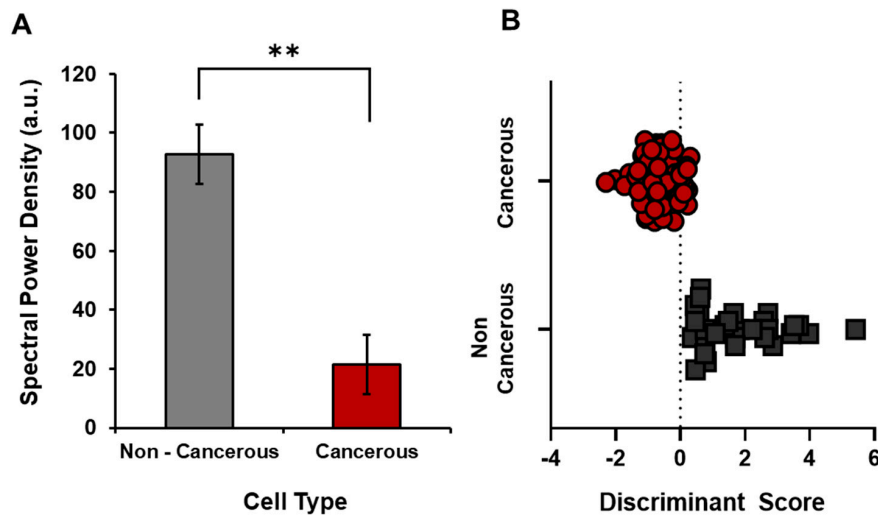 A
**
Spectral Power Density (a.u.)
120
100
80
60
40
20
0
Non - Cancerous
Cancerous
Cell Type
B
Cancerous
Non
Cancerous
-4
-2
0
2
4
6
Discriminant Score